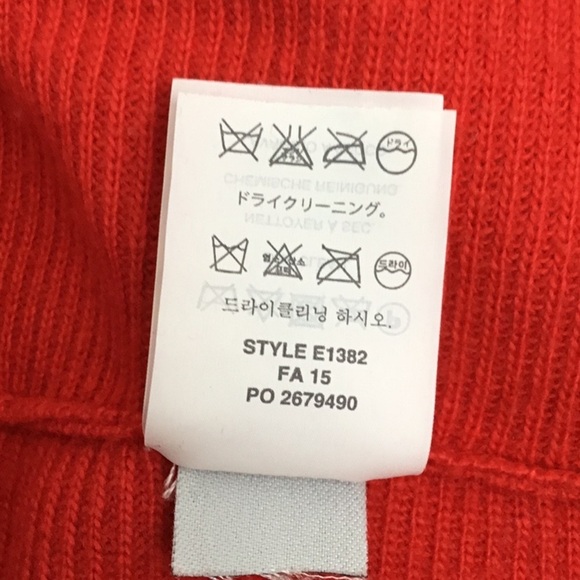 ドライ
ドライクリーニング。
드라이
드라이클리닝 하시오.
STYLE E1382
FA 15
PO 2679490